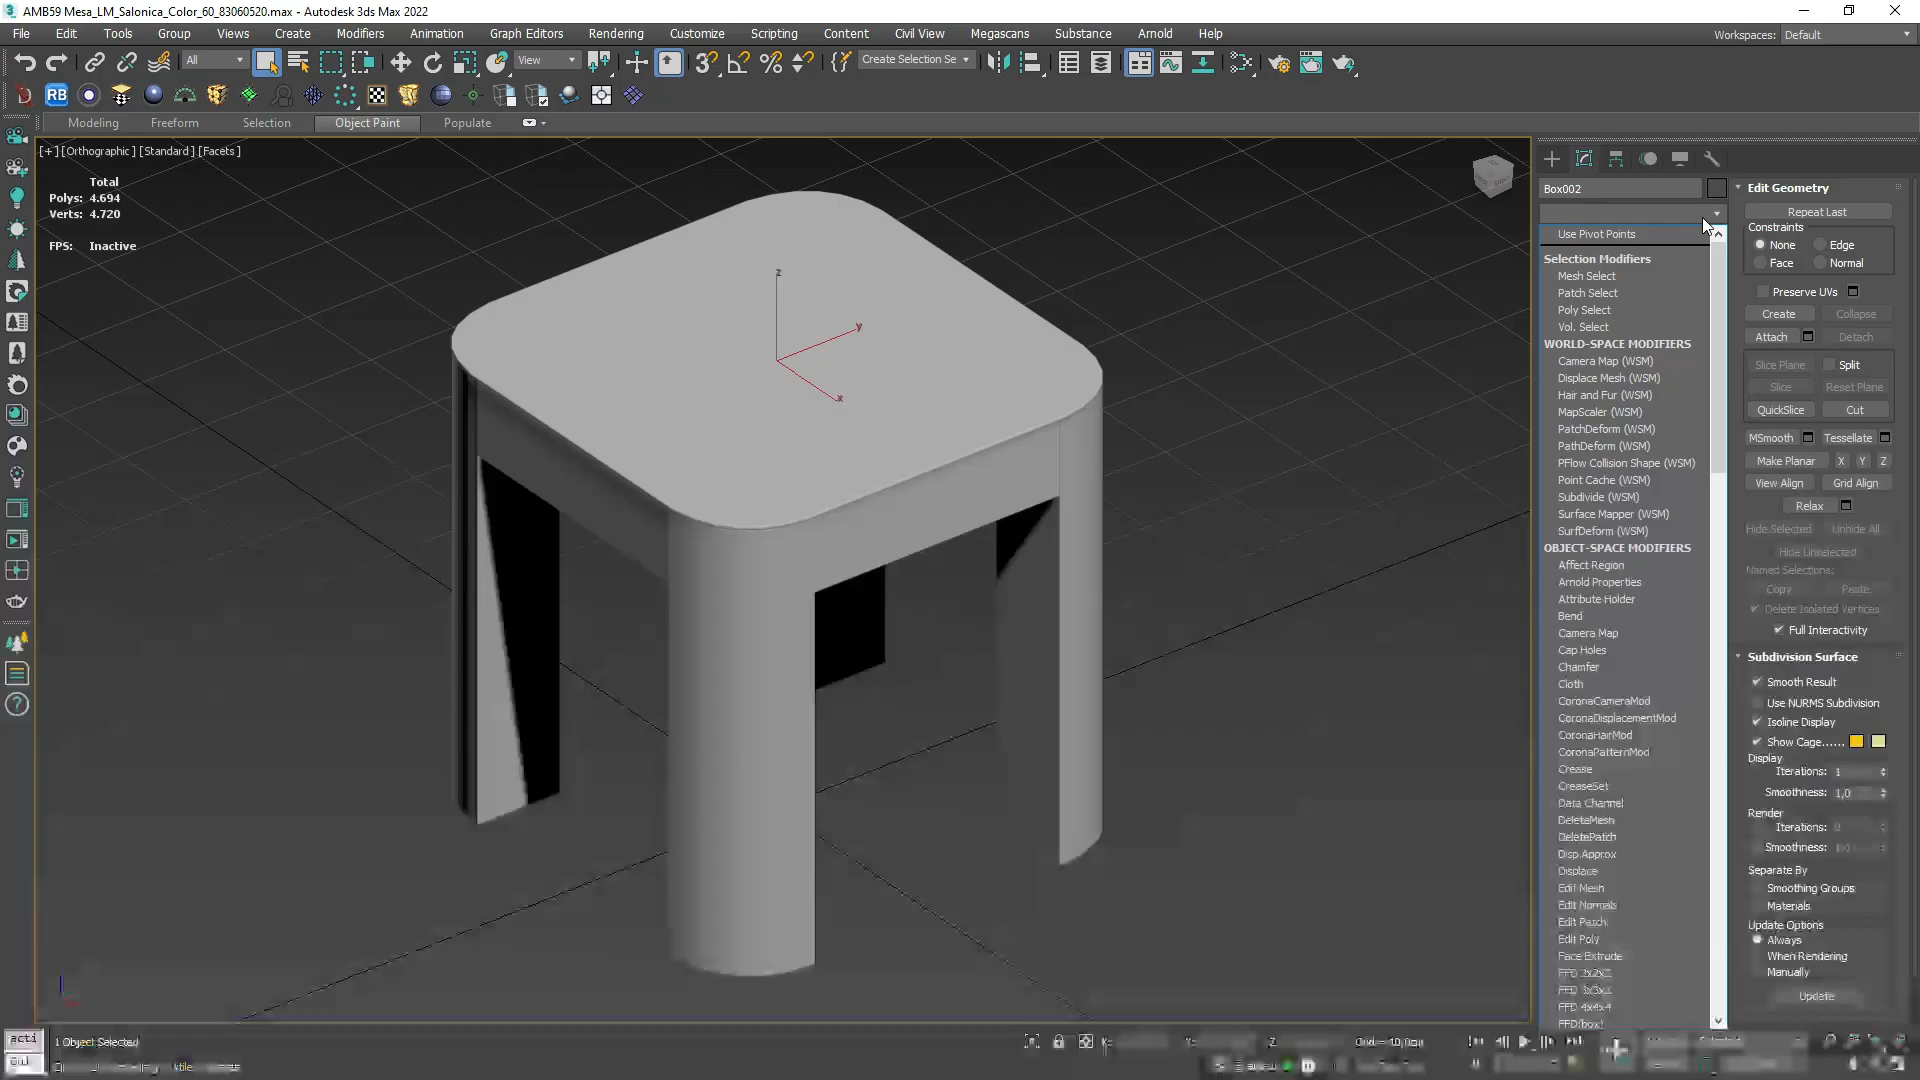 AMB59 Mesa_LM_Salonica_Color_60_83060520.max - Autodesk 3ds Max 2022
File Edit Tools Group Views Create Modifiers Animation Graph Editors Rendering Customize Scripting Content Civil View Megascans Substance Arnold Help
Workspaces: Default
All View Create Selection Se
RB
Modeling Freeform Selection Object Paint Populate
[+] [Orthographic] [Standard] [Facets]
Total
Polys: 4.694
Verts: 4.720
FPS: Inactive
z
y
x
Box002
Use Pivot Points
Selection Modifiers
Mesh Select
Patch Select
Poly Select
Vol. Select
WORLD-SPACE MODIFIERS
Camera Map (WSM)
Displace Mesh (WSM)
Hair and Fur (WSM)
MapScaler (WSM)
PatchDeform (WSM)
PathDeform (WSM)
PFlow Collision Shape (WSM)
Point Cache (WSM)
Subdivide (WSM)
Surface Mapper (WSM)
SurfDeform (WSM)
OBJECT-SPACE MODIFIERS
Affect Region
Arnold Properties
Attribute Holder
Bend
Camera Map
Cap Holes
Chamfer
Cloth
CoronaCameraMod
CoronaDisplacementMod
CoronaHairMod
CoronaPatternMod
Crease
CreaseSet
Data Channel
DeleteMesh
DeletePatch
Disp Approx
Displace
Edit Mesh
Edit Normals
Edit Patch
Edit Poly
Face Extrude
FFD 2x2x2
FFD 3x3x3
FFD 4x4x4
FFD(box)
Edit Geometry
Repeat Last
Constraints
None Edge
Face Normal
Preserve UVs
Create Collapse
Attach Detach
Slice Plane Split
Slice Reset Plane
QuickSlice Cut
MSmooth Tessellate
Make Planar X Y Z
View Align Grid Align
Relax
Hide Selected Unhide All
Hide Unselected
Named Selections:
Copy Paste
Delete Isolated Vertices
Full Interactivity
Subdivision Surface
Smooth Result
Use NURMS Subdivision
Isoline Display
Show Cage......
Display
Iterations: 1
Smoothness: 1,0
Render
Iterations: 0
Smoothness:
Separate By
Smoothing Groups
Materials
Update Options
Always
When Rendering
Manually
Update
acti
1 Object Selected